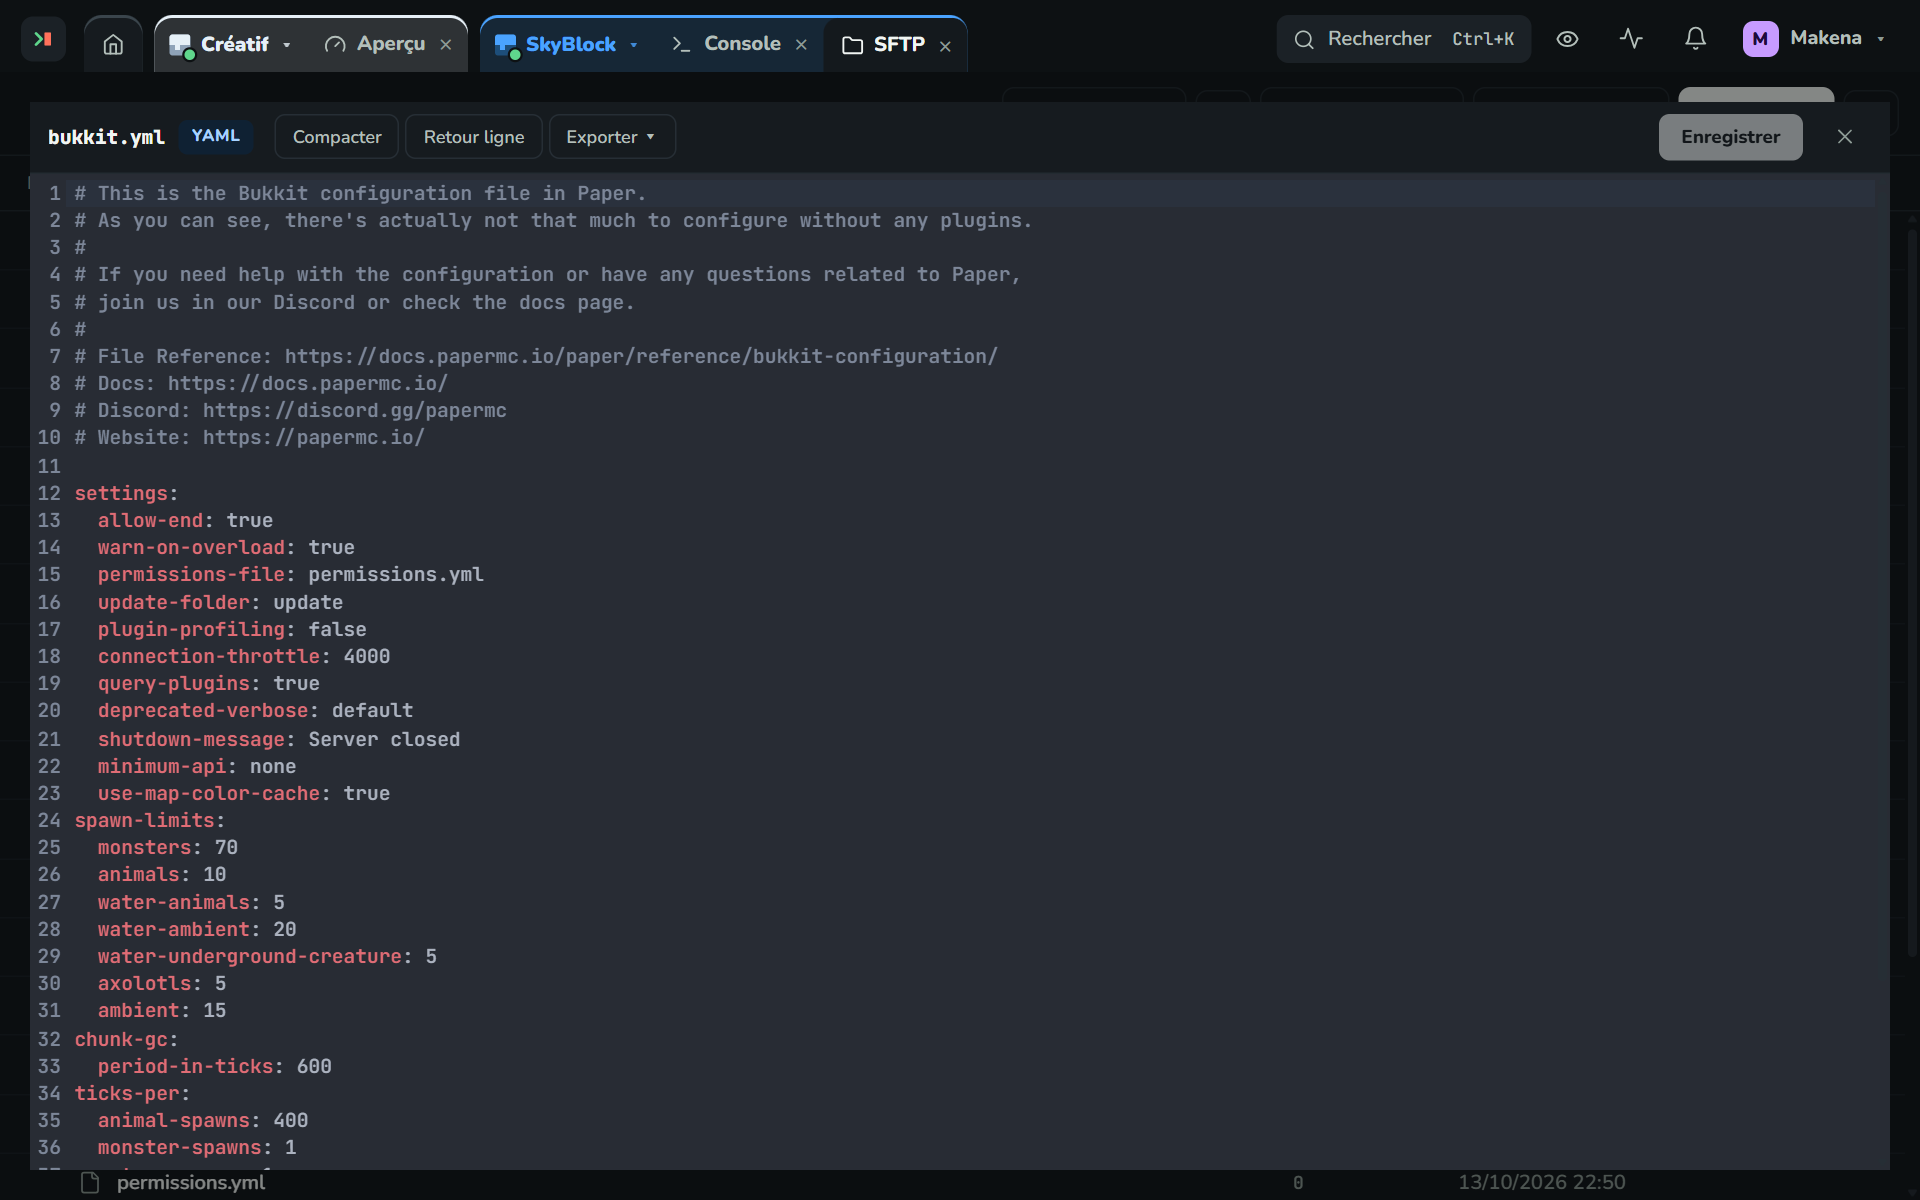 Créatif
Aperçu
SkyBlock
Console
SFTP
Rechercher Ctrl+K
M Makena
bukkit.yml YAML Compacter Retour ligne Exporter Enregistrer
1 # This is the Bukkit configuration file in Paper.
2 # As you can see, there's actually not that much to configure without any plugins.
3 #
4 # If you need help with the configuration or have any questions related to Paper,
5 # join us in our Discord or check the docs page.
6 #
7 # File Reference: https://docs.papermc.io/paper/reference/bukkit-configuration/
8 # Docs: https://docs.papermc.io/
9 # Discord: https://discord.gg/papermc
10 # Website: https://papermc.io/
11
12 settings:
13   allow-end: true
14   warn-on-overload: true
15   permissions-file: permissions.yml
16   update-folder: update
17   plugin-profiling: false
18   connection-throttle: 4000
19   query-plugins: true
20   deprecated-verbose: default
21   shutdown-message: Server closed
22   minimum-api: none
23   use-map-color-cache: true
24 spawn-limits:
25   monsters: 70
26   animals: 10
27   water-animals: 5
28   water-ambient: 20
29   water-underground-creature: 5
30   axolotls: 5
31   ambient: 15
32 chunk-gc:
33   period-in-ticks: 600
34 ticks-per:
35   animal-spawns: 400
36   monster-spawns: 1
permissions.yml 0 13/10/2026 22:50